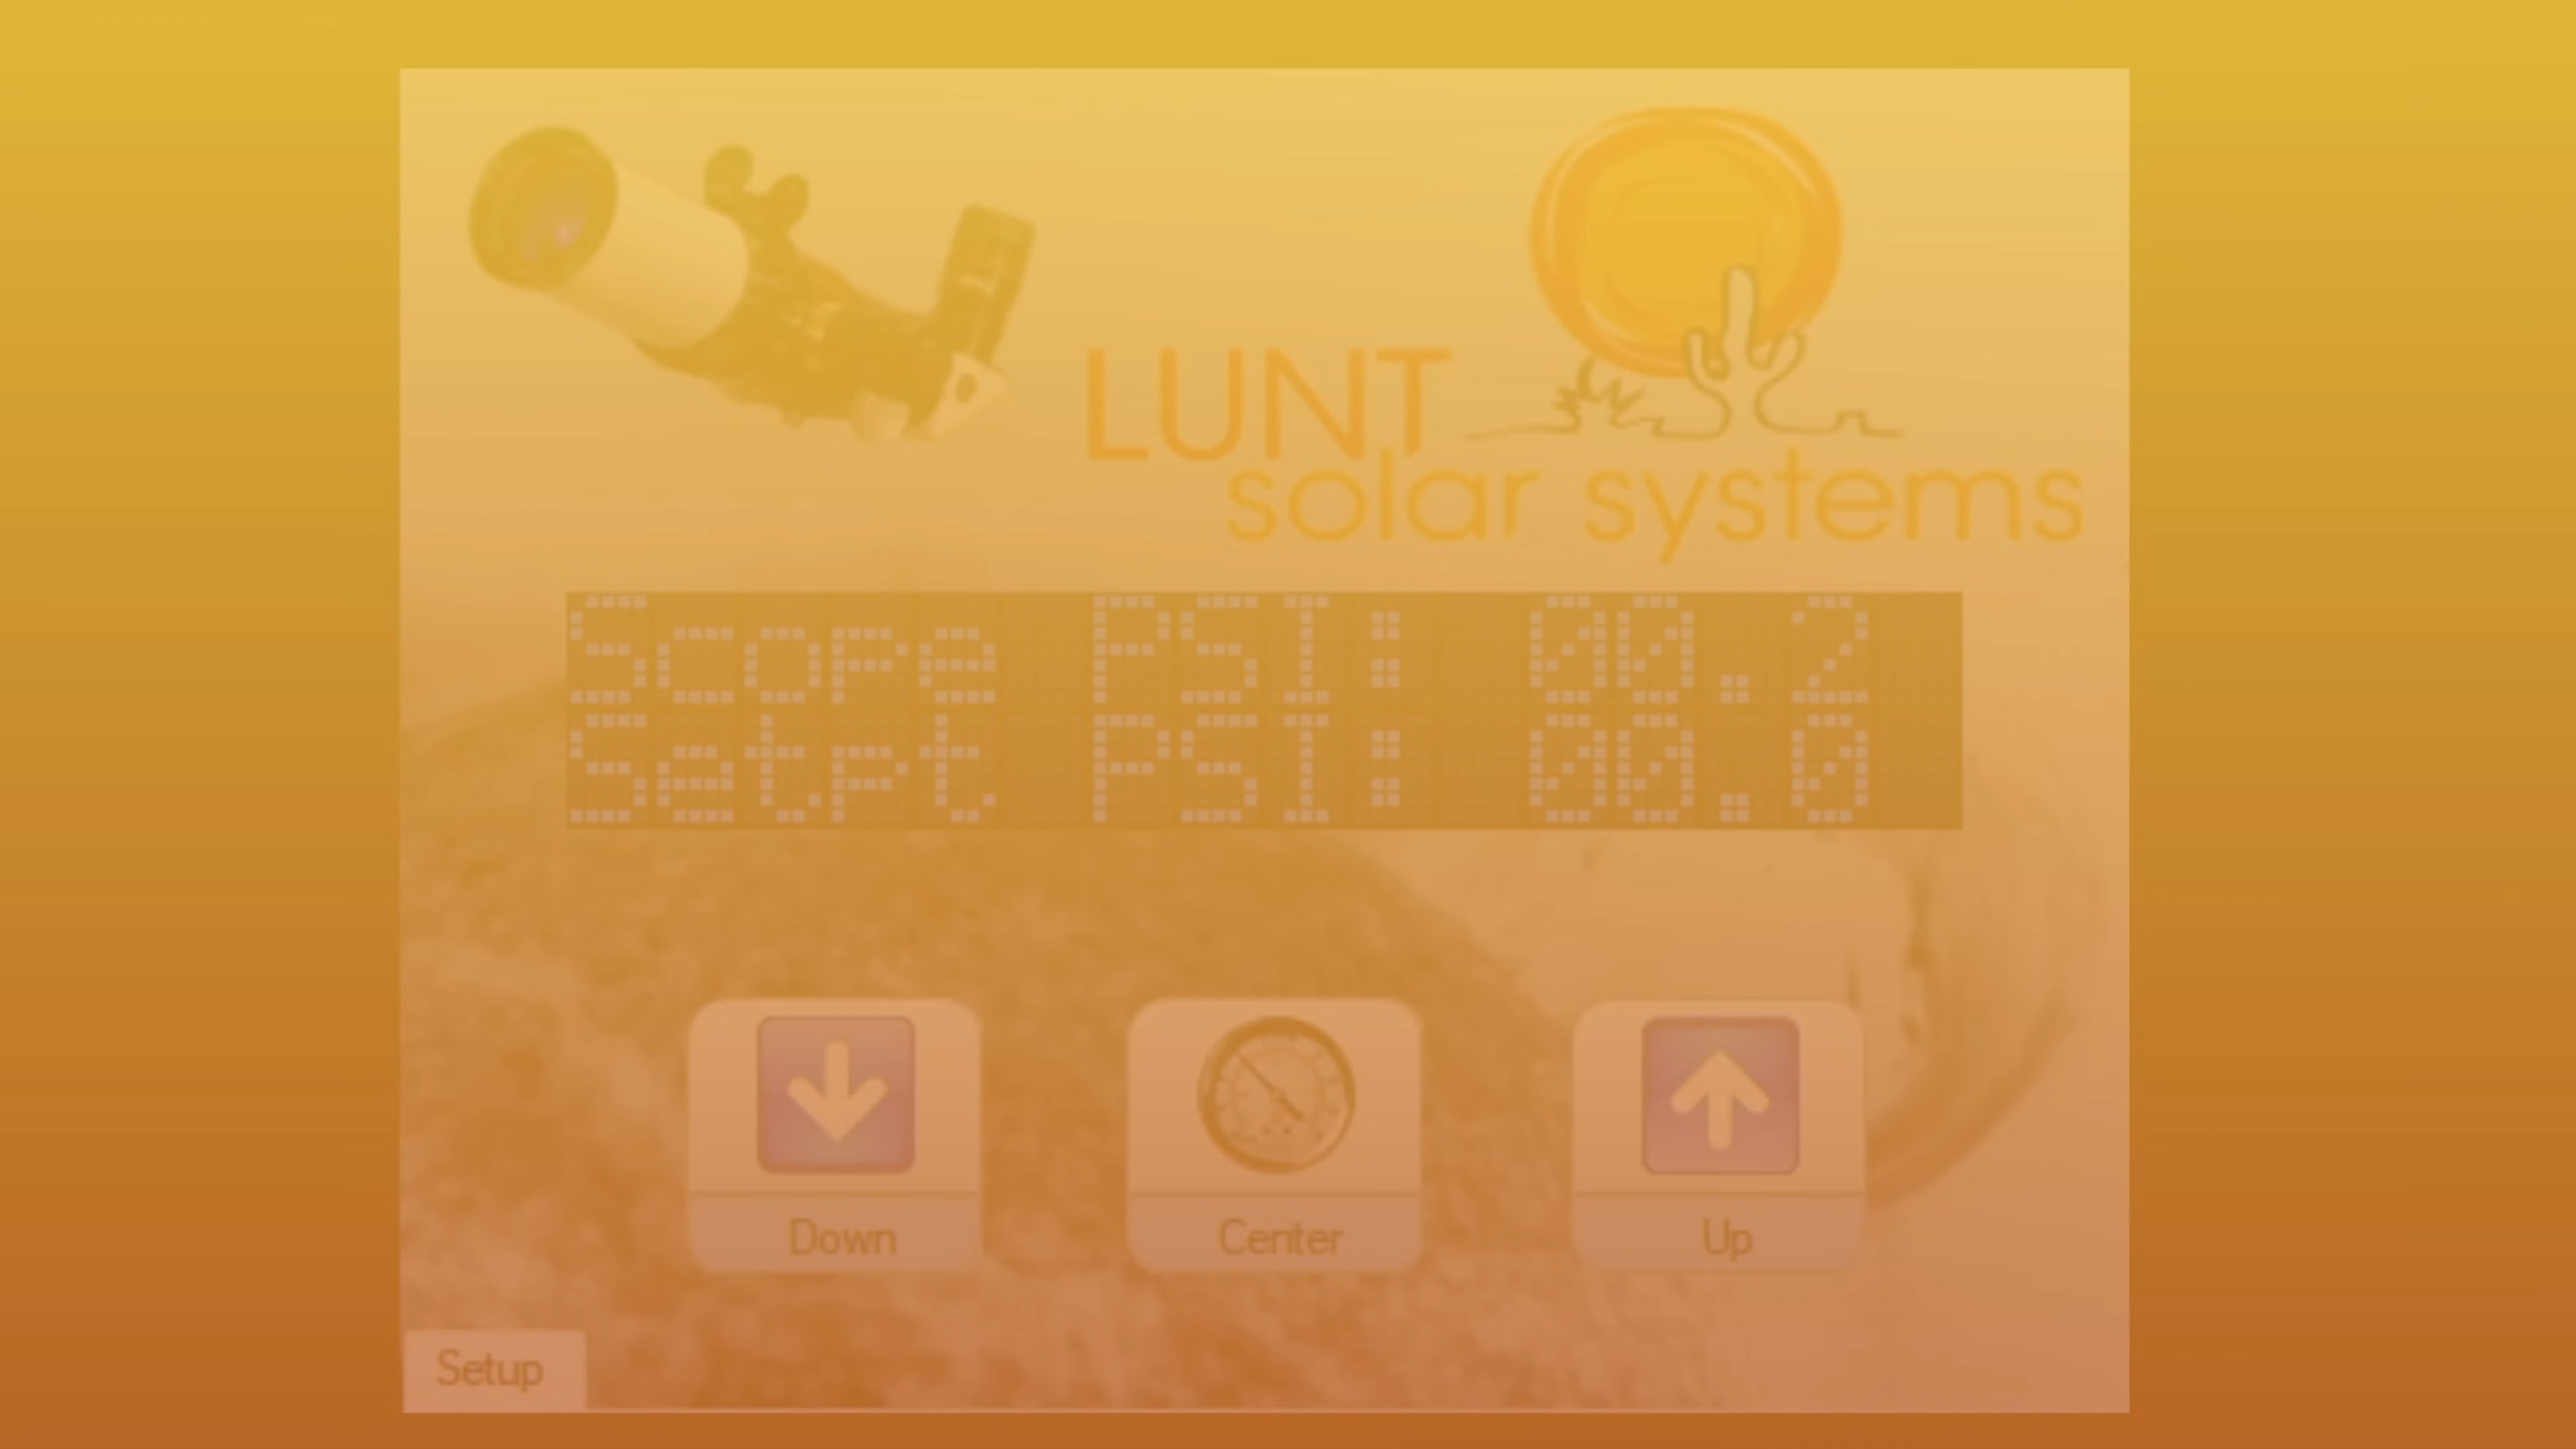 LUNT
solar systems
Scope PSI: 00.2
Setpt PSI: 00.0
Down
Center
Up
Setup